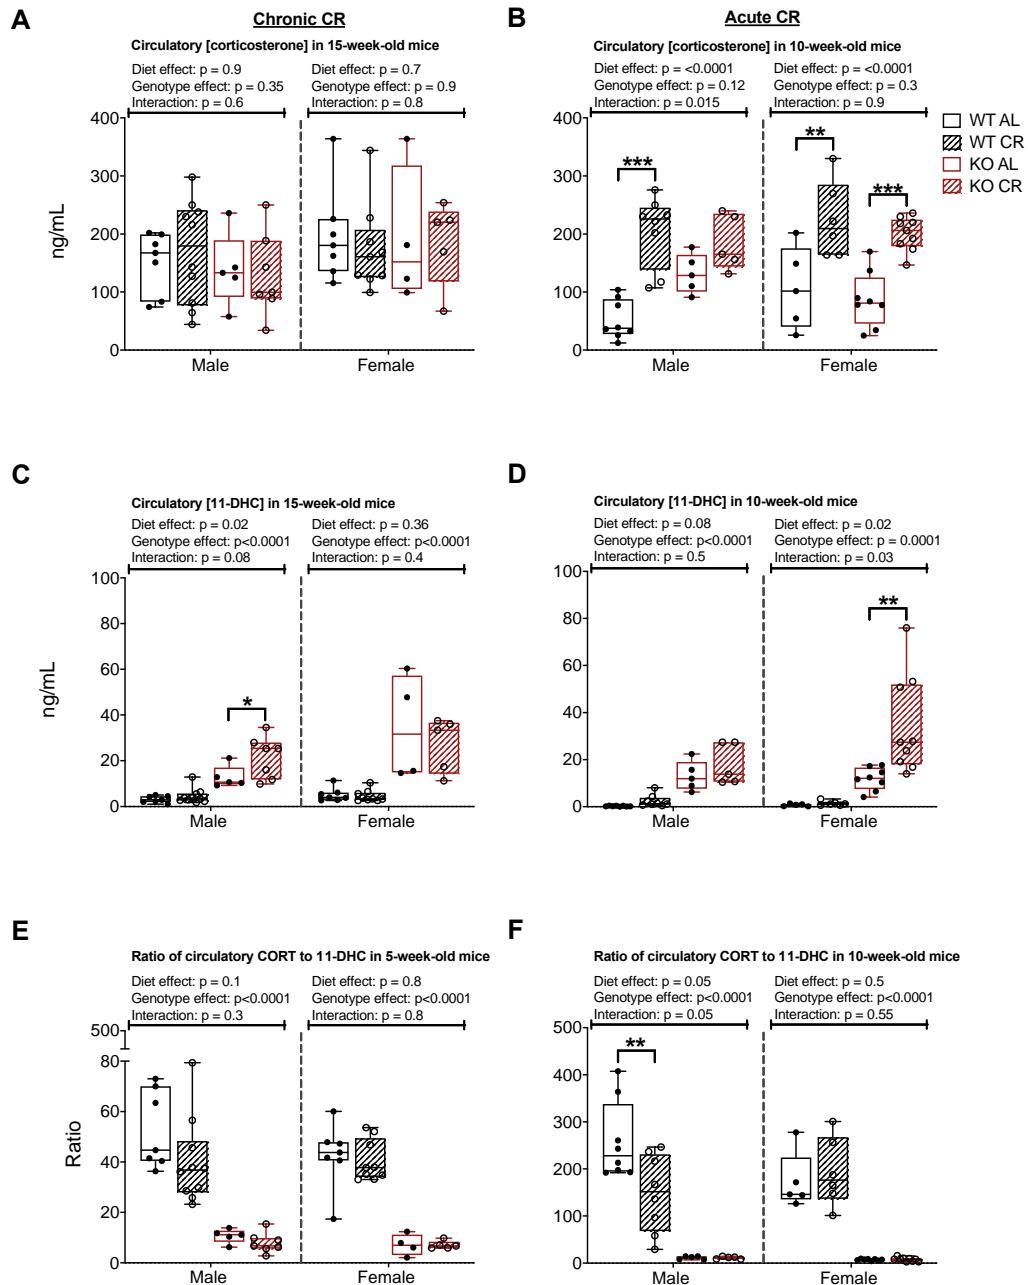 Chronic CR
Acute CR
A
Circulatory [corticosterone] in 15-week-old mice
Diet effect: p = 0.9
Genotype effect: p = 0.35
Interaction: p = 0.6
Diet effect: p = 0.7
Genotype effect: p = 0.9
Interaction: p = 0.8
400
300
200
100
0
ng/mL
Male
Female
B
Circulatory [corticosterone] in 10-week-old mice
Diet effect: p = <0.0001
Genotype effect: p = 0.12
Interaction: p = 0.015
Diet effect: p = <0.0001
Genotype effect: p = 0.3
Interaction: p = 0.9
400
300
200
100
0
***
**
***
Male
Female
WT AL
WT CR
KO AL
KO CR
C
Circulatory [11-DHC] in 15-week-old mice
Diet effect: p = 0.02
Genotype effect: p<0.0001
Interaction: p = 0.08
Diet effect: p = 0.36
Genotype effect: p<0.0001
Interaction: p = 0.4
100
80
60
40
20
0
ng/mL
*
Male
Female
D
Circulatory [11-DHC] in 10-week-old mice
Diet effect: p = 0.08
Genotype effect: p<0.0001
Interaction: p = 0.5
Diet effect: p = 0.02
Genotype effect: p = 0.0001
Interaction: p = 0.03
100
80
60
40
20
0
**
Male
Female
E
Ratio of circulatory CORT to 11-DHC in 5-week-old mice
Diet effect: p = 0.1
Genotype effect: p<0.0001
Interaction: p = 0.3
Diet effect: p = 0.8
Genotype effect: p<0.0001
Interaction: p = 0.8
500
80
60
40
20
0
Ratio
Male
Female
F
Ratio of circulatory CORT to 11-DHC in 10-week-old mice
Diet effect: p = 0.05
Genotype effect: p<0.0001
Interaction: p = 0.05
Diet effect: p = 0.5
Genotype effect: p<0.0001
Interaction: p = 0.55
500
400
300
200
100
0
**
Male
Female